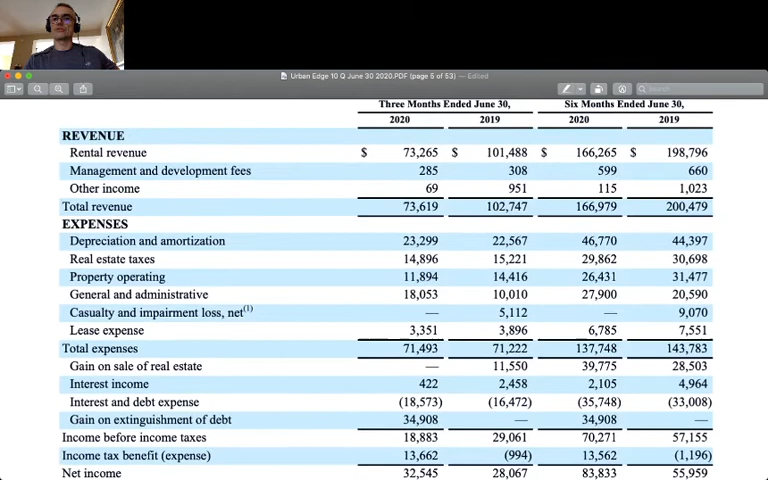 Urban Edge 10 Q June 30 2020.PDF (page 5 of 53) — Edited
Search
Three Months Ended June 30, Six Months Ended June 30,
2020 2019 2020 2019
REVENUE
Rental revenue $ 73,265 $ 101,488 $ 166,265 $ 198,796
Management and development fees 285 308 599 660
Other income 69 951 115 1,023
Total revenue 73,619 102,747 166,979 200,479
EXPENSES
Depreciation and amortization 23,299 22,567 46,770 44,397
Real estate taxes 14,896 15,221 29,862 30,698
Property operating 11,894 14,416 26,431 31,477
General and administrative 18,053 10,010 27,900 20,590
Casualty and impairment loss, net(1) — 5,112 — 9,070
Lease expense 3,351 3,896 6,785 7,551
Total expenses 71,493 71,222 137,748 143,783
Gain on sale of real estate — 11,550 39,775 28,503
Interest income 422 2,458 2,105 4,964
Interest and debt expense (18,573) (16,472) (35,748) (33,008)
Gain on extinguishment of debt 34,908 — 34,908 —
Income before income taxes 18,883 29,061 70,271 57,155
Income tax benefit (expense) 13,662 (994) 13,562 (1,196)
Net income 32,545 28,067 83,833 55,959